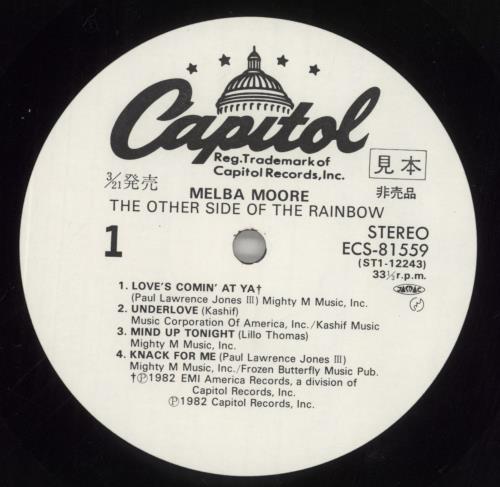 Capitol
Reg.Trademark of
Capitol Records, Inc.
見本
3/21発売
非売品
MELBA MOORE
THE OTHER SIDE OF THE RAINBOW
1
STEREO
ECS-81559
(ST1-12243)
33⅓ r.p.m.
JASRAC
1. LOVE'S COMIN' AT YA†
(Paul Lawrence Jones III) Mighty M Music, Inc.
2. UNDERLOVE (Kashif)
Music Corporation Of America, Inc./Kashif Music
3. MIND UP TONIGHT (Lillo Thomas)
Mighty M Music, Inc.
4. KNACK FOR ME (Paul Lawrence Jones III)
Mighty M Music, Inc./Frozen Butterfly Music Pub.
†℗1982 EMI America Records, a division of
Capitol Records, Inc.
℗1982 Capitol Records, Inc.